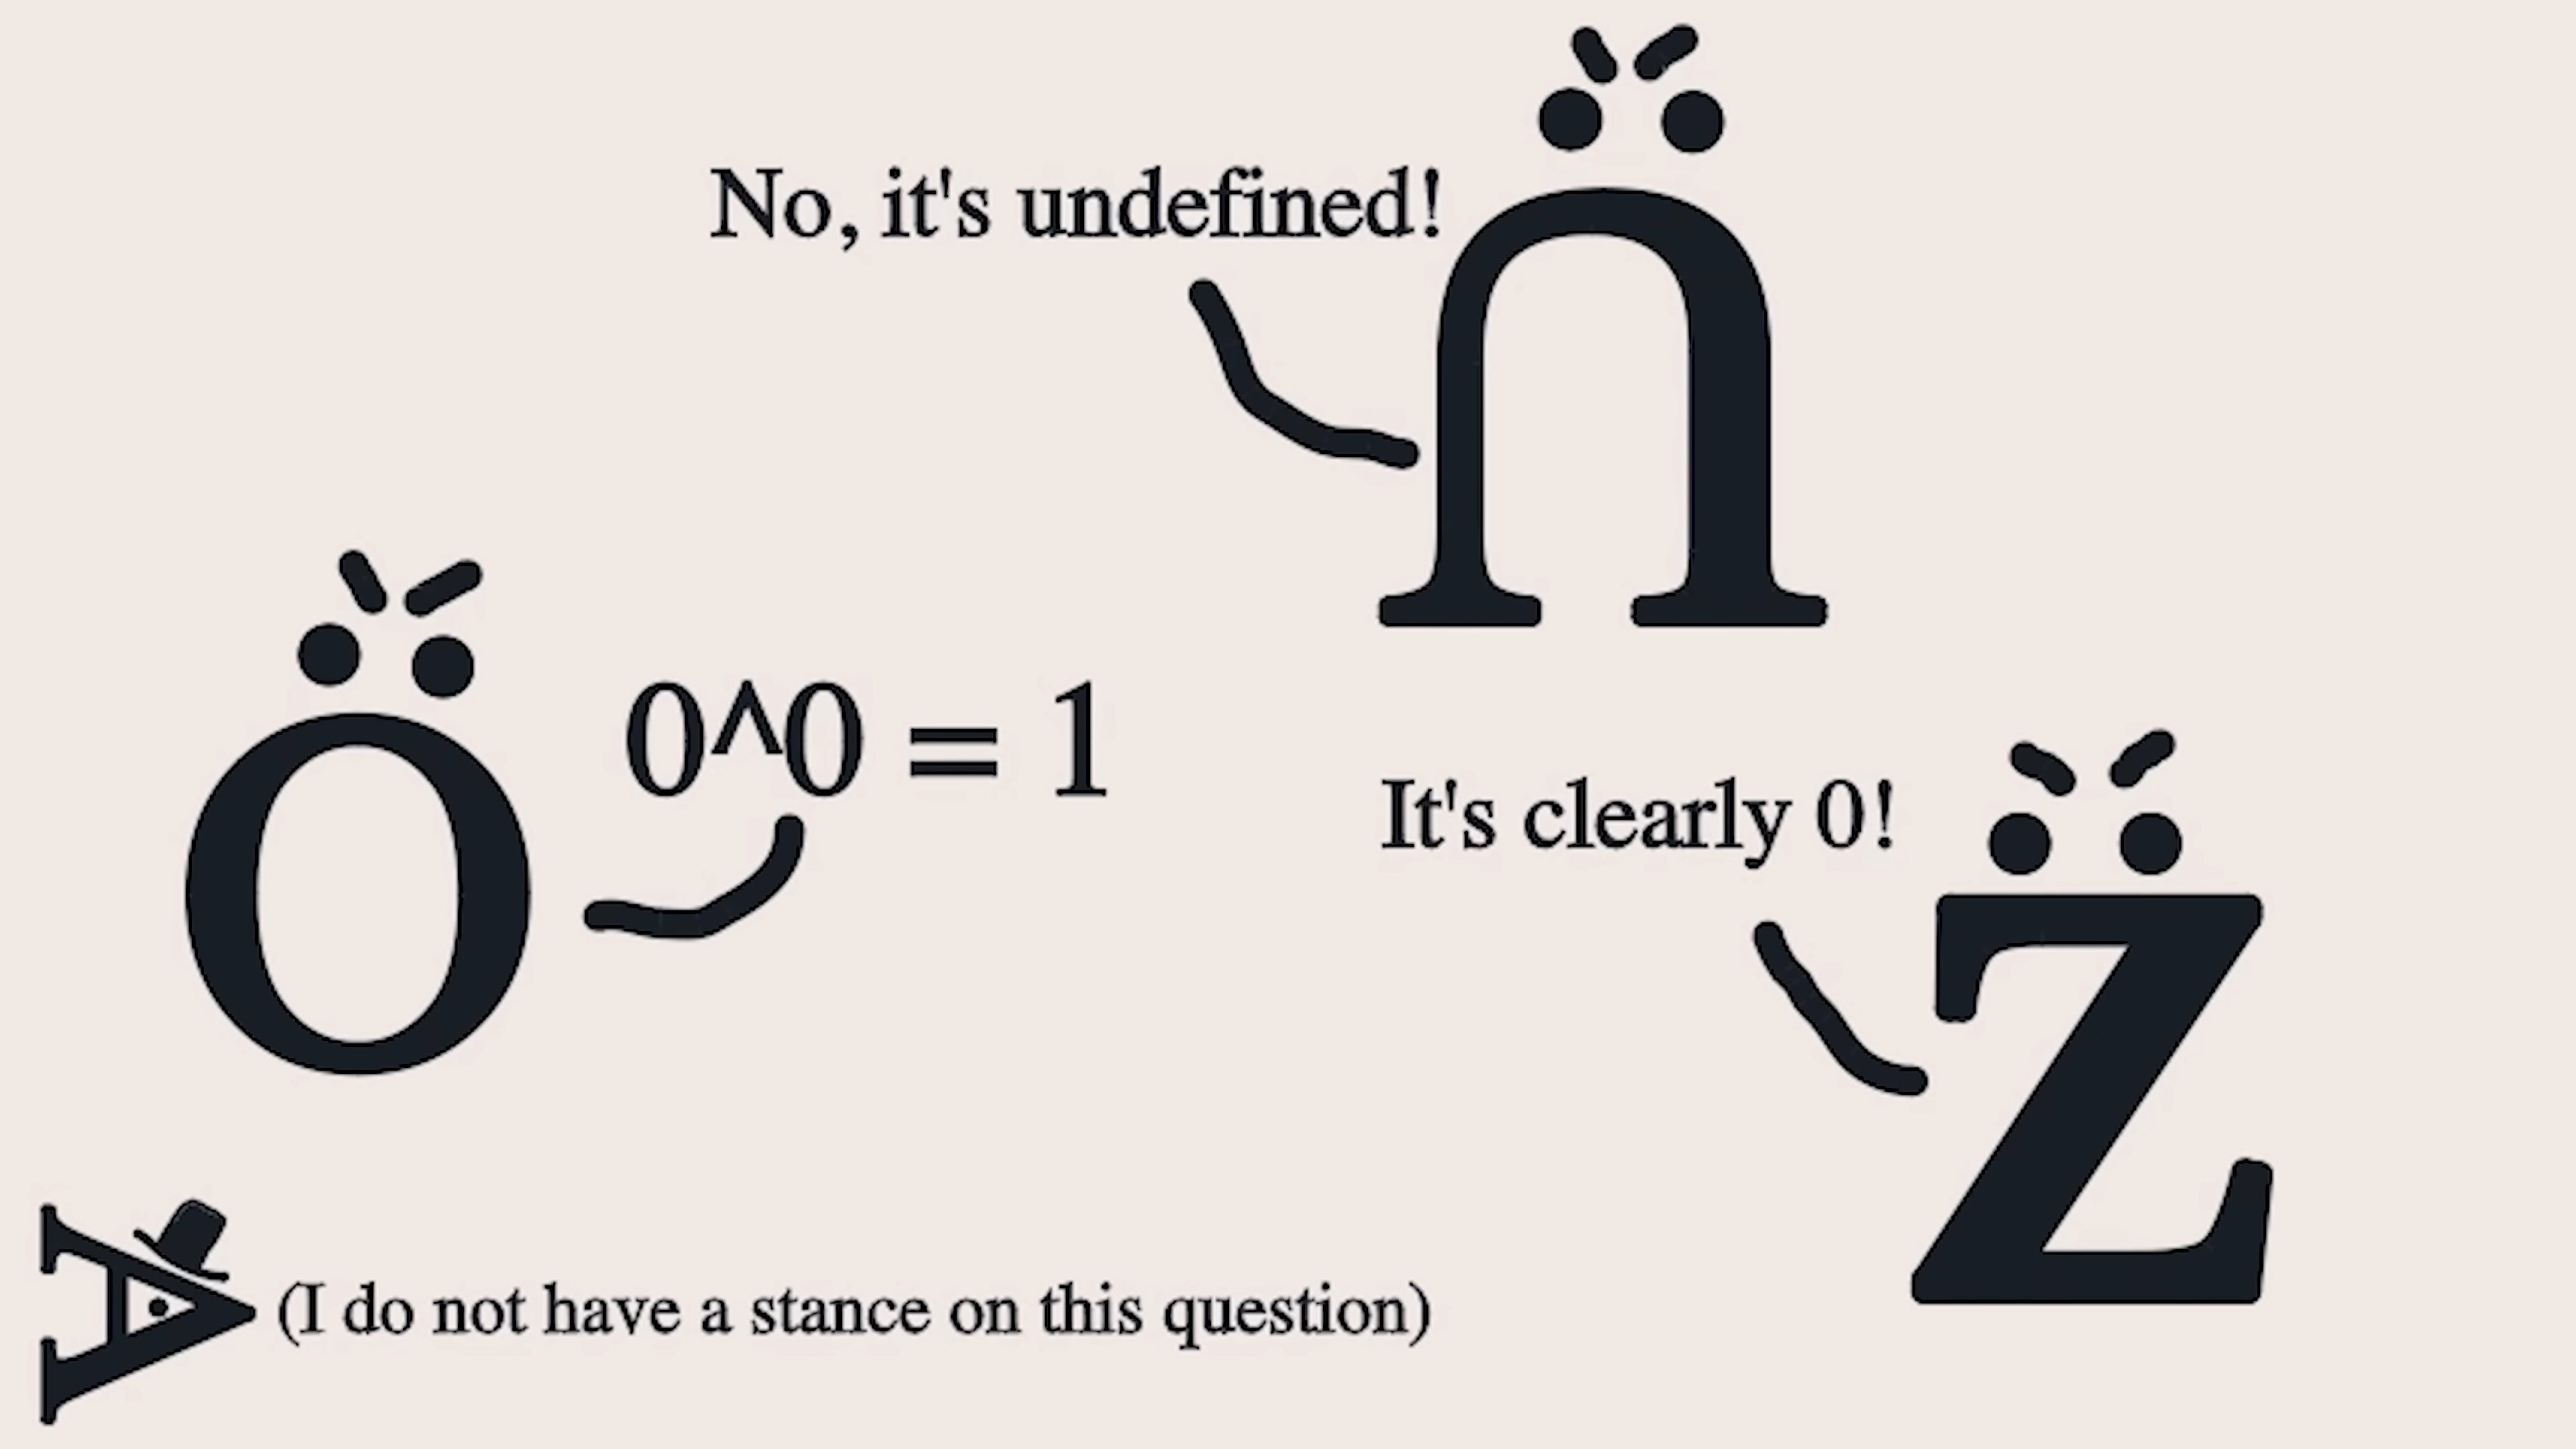 No, it's undefined!
n
O
0^0 = 1
It's clearly 0!
z
A
(I do not have a stance on this question)